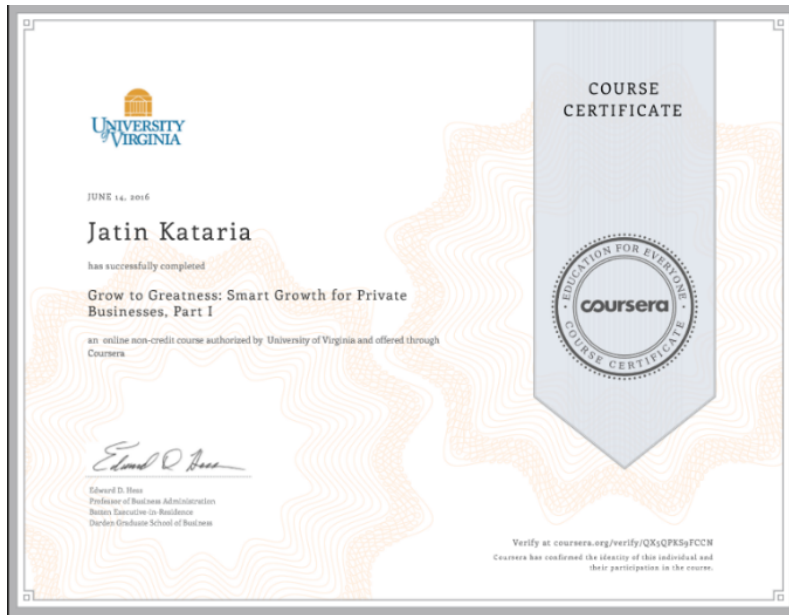 UNIVERSITY
of VIRGINIA
JUNE 14, 2016
Jatin Kataria
has successfully completed
Grow to Greatness: Smart Growth for Private
Businesses, Part I
an online non-credit course authorized by University of Virginia and offered through
Coursera
Edward D. Hess
Edward D. Hess
Professor of Business Administration
Batten Executive-in-Residence
Darden Graduate School of Business
COURSE
CERTIFICATE
EDUCATION FOR EVERYONE
coursera
COURSE CERTIFICATE
Verify at coursera.org/verify/QX5QPKS9FCCN
Coursera has confirmed the identity of this individual and
their participation in the course.